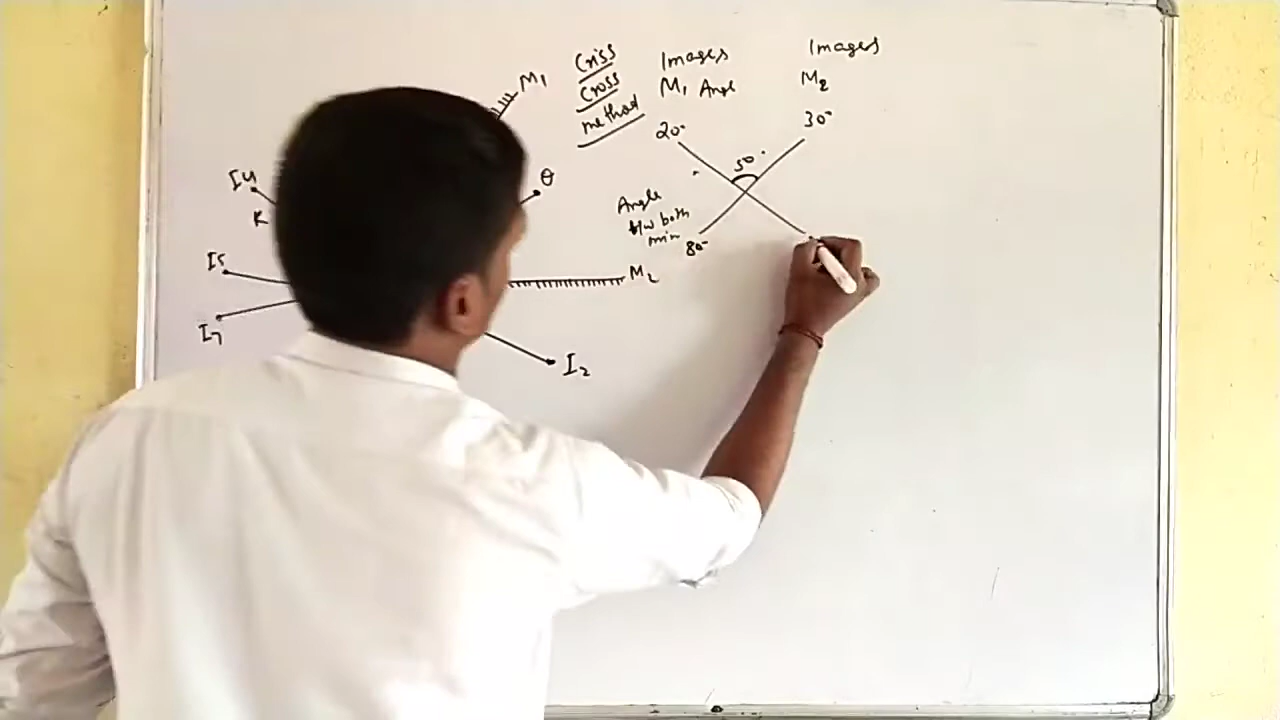 M1
Criss
Cross
method
Images
M1 Angle
Images
M2
20°
30°
50°
Angle
b/w both
min
80°
I4
K
θ
I5
M2
I7
I2